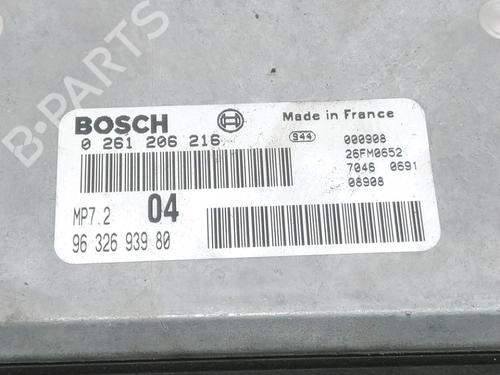 BOSCH
Made in France
0 261 206 216
944
000908
26FM0652
7046 0691
08908
MP7.2 04
96 326 939 80
B-PARTS